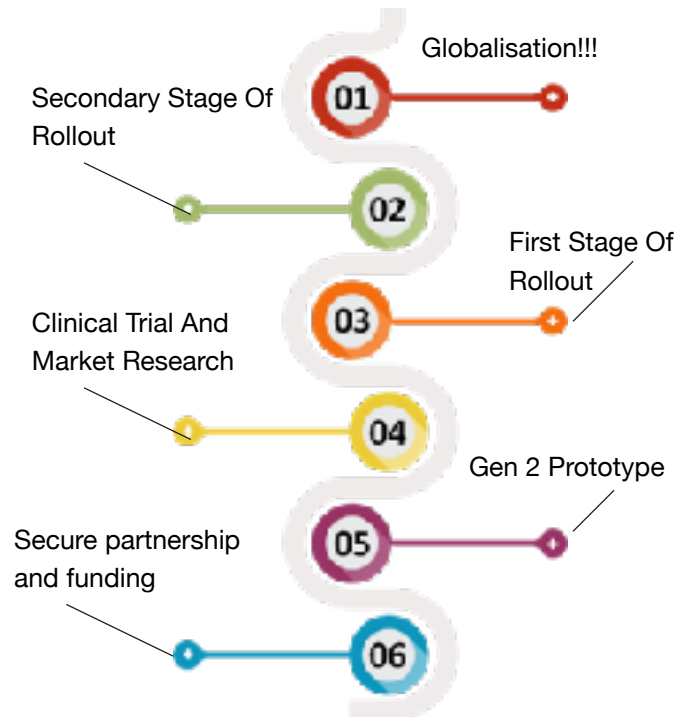 Globalisation!!!
01
Secondary Stage Of
Rollout
02
First Stage Of
Rollout
03
Clinical Trial And
Market Research
04
Gen 2 Prototype
05
Secure partnership
and funding
06